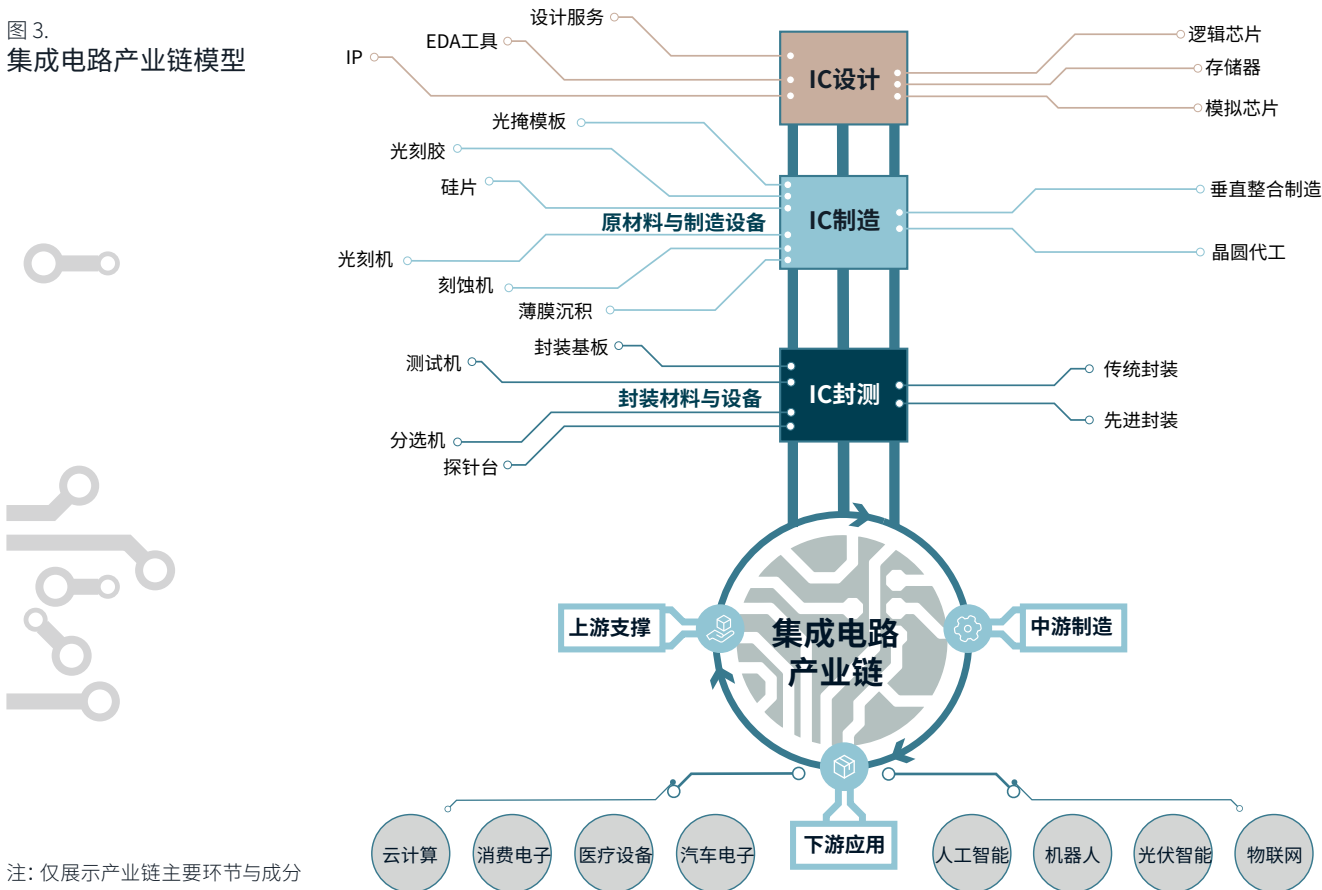 图 3.
集成电路产业链模型
设计服务
EDA工具
IP
IC设计
逻辑芯片
存储器
模拟芯片
光掩模板
光刻胶
硅片
原材料与制造设备
光刻机
刻蚀机
薄膜沉积
IC制造
垂直整合制造
晶圆代工
封装基板
测试机
封装材料与设备
分选机
探针台
IC封测
传统封装
先进封装
上游支撑
集成电路
产业链
中游制造
下游应用
云计算
消费电子
医疗设备
汽车电子
人工智能
机器人
光伏智能
物联网
注: 仅展示产业链主要环节与成分